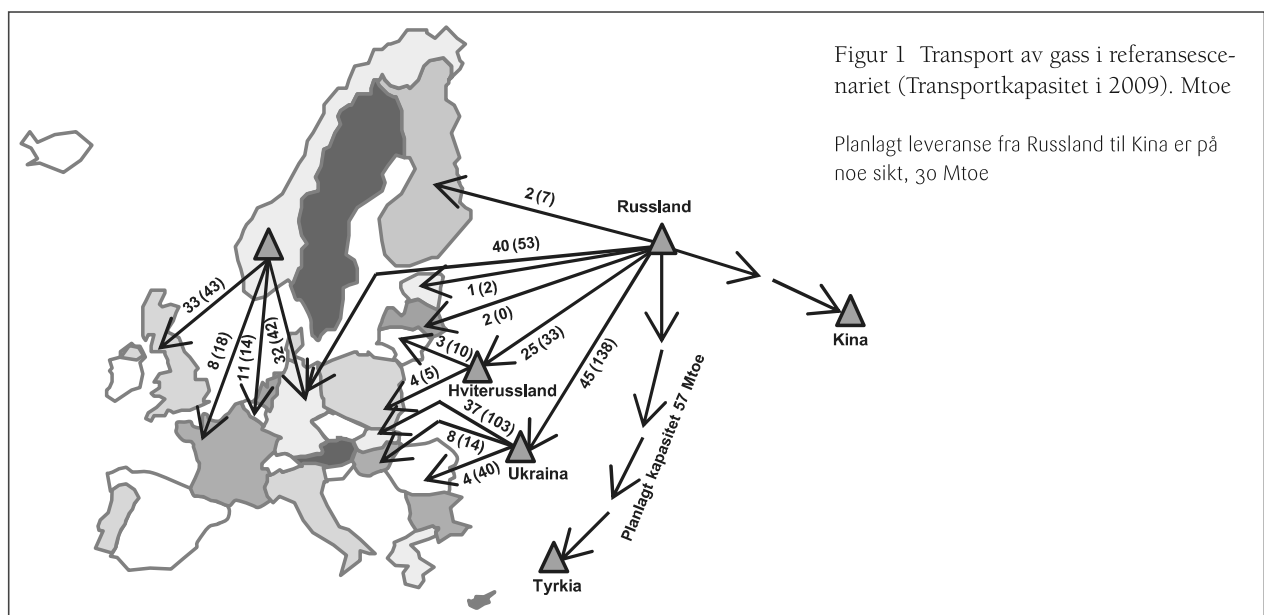 Figur 1 Transport av gass i referansesce-
nariet (Transportkapasitet i 2009). Mtoe
Planlagt leveranse fra Russland til Kina er på
noe sikt, 30 Mtoe
2 (7)
Russland
40 (53)
1 (2)
2 (0)
33 (43)
8 (18)
11 (14)
32 (42)
3 (10)
25 (33)
45 (138)
Kina
4 (5)
Hviterussland
37 (103)
8 (14)
4 (40)
Ukraina
Planlagt kapasitet 57 Mtoe
Tyrkia